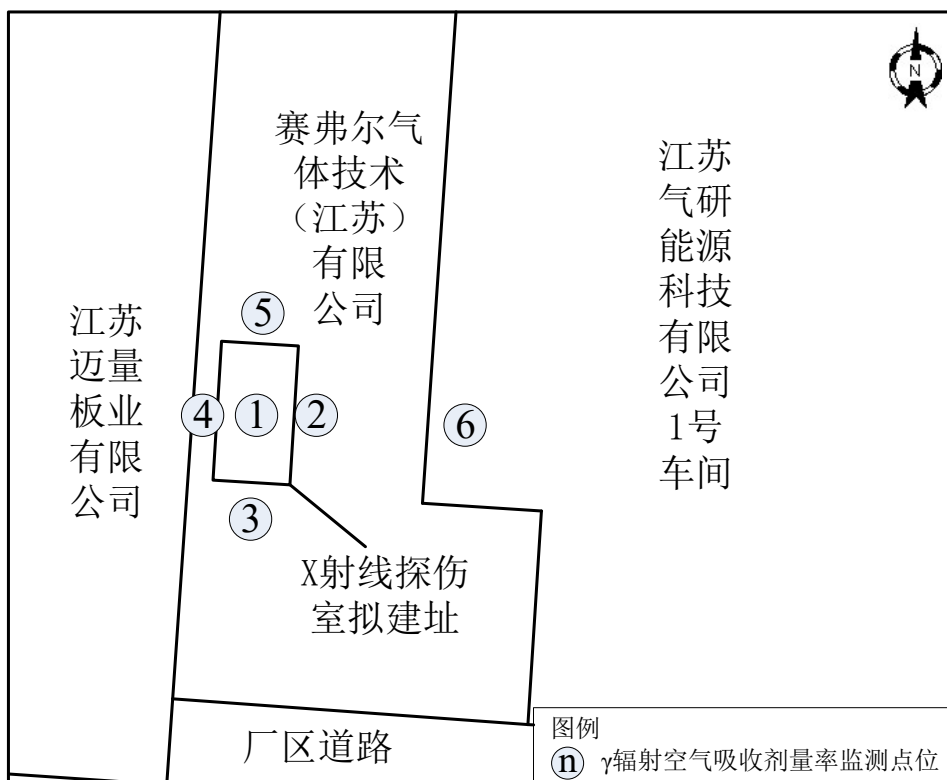 N
赛弗尔气
体技术
（江苏）
有限
公司
江苏
气研
能源
科技
有限
公司
1号
车间
江苏
迈量
板业
有限
公司
5
4
1
2
6
3
X射线探伤
室拟建址
厂区道路
图例
n γ辐射空气吸收剂量率监测点位